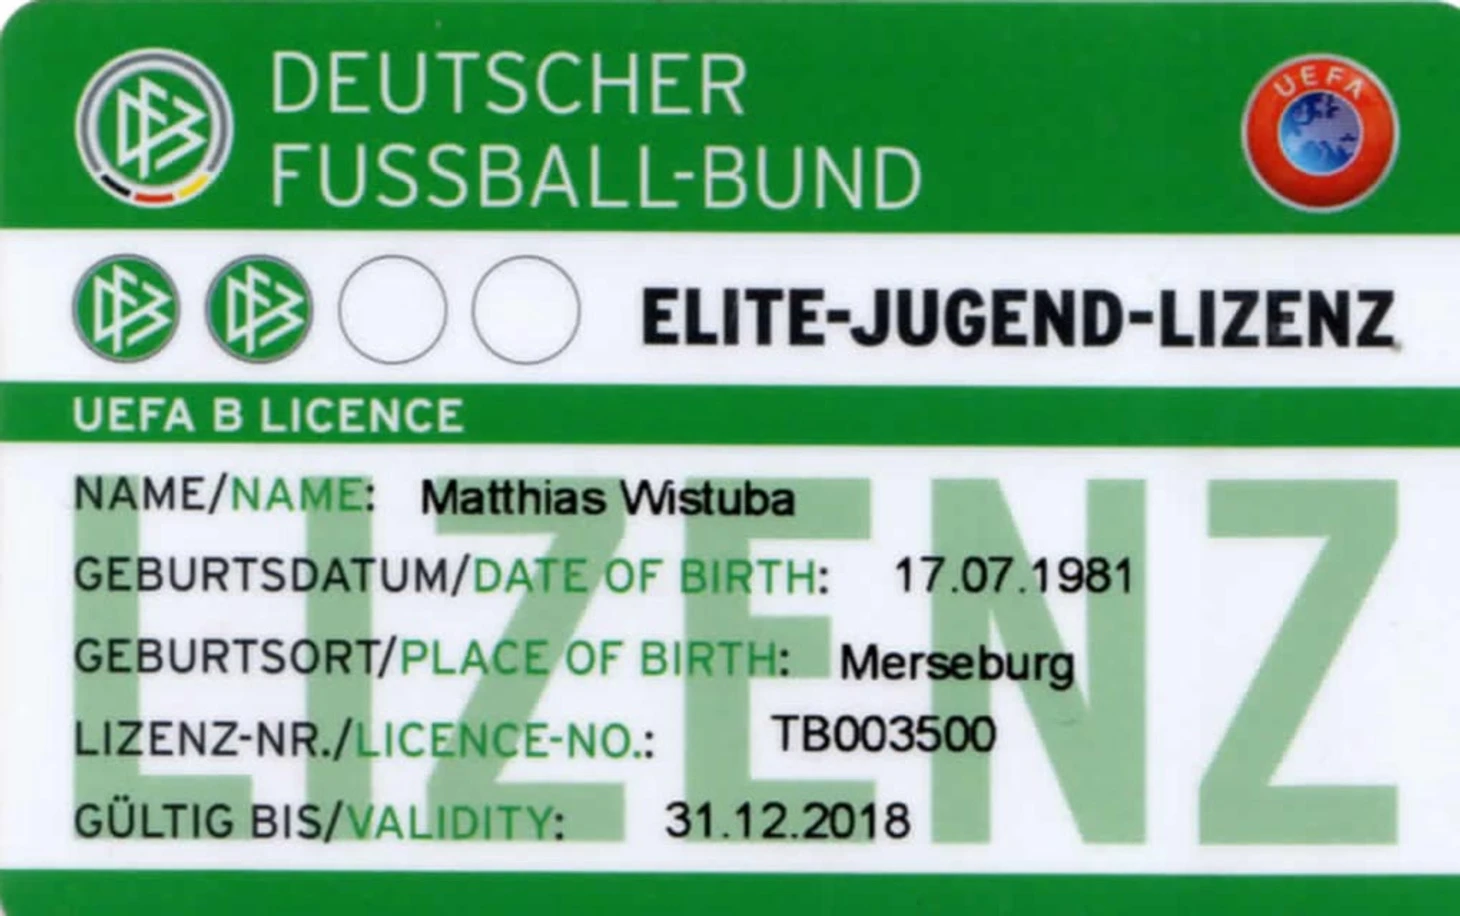 DEUTSCHER
FUSSBALL-BUND
UEFA
ELITE-JUGEND-LIZENZ
UEFA B LICENCE
LIZENZ
NAME/NAME: Matthias Wistuba
GEBURTSDATUM/DATE OF BIRTH: 17.07.1981
GEBURTSORT/PLACE OF BIRTH: Merseburg
LIZENZ-NR./LICENCE-NO.: TB003500
GÜLTIG BIS/VALIDITY: 31.12.2018